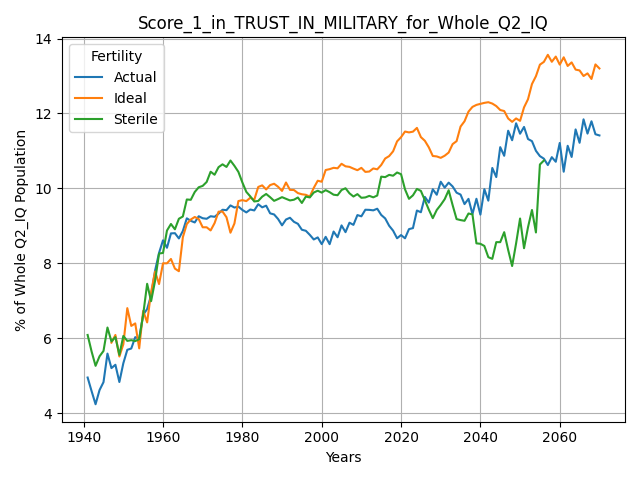 Score_1_in_TRUST_IN_MILITARY_for_Whole_Q2_IQ
Fertility
Actual
Ideal
Sterile
% of Whole Q2_IQ Population
14
12
10
8
6
4
1940 1960 1980 2000 2020 2040 2060
Years